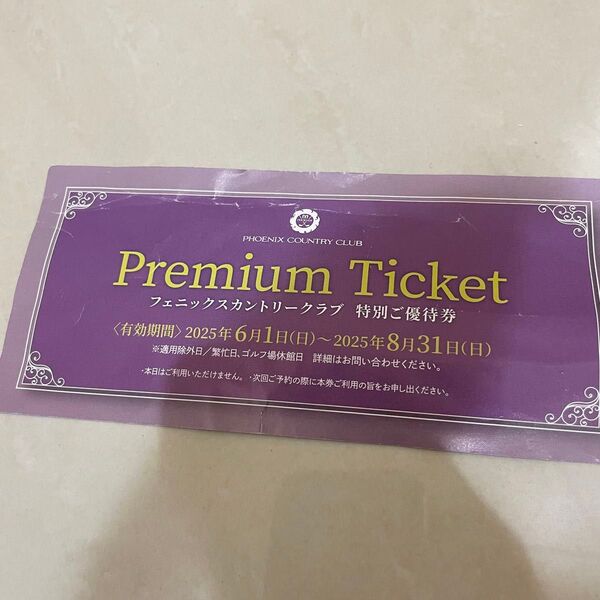 PHOENIX COUNTRY CLUB
Premium Ticket
フェニックスカントリークラブ 特別ご優待券
〈有効期間〉2025年6月1日(日)～2025年8月31日(日)
※適用除外日／繁忙日、ゴルフ場休館日 詳細はお問い合わせください。
・本日はご利用いただけません。 ・次回ご予約の際に本券ご利用の旨をお申し出ください。